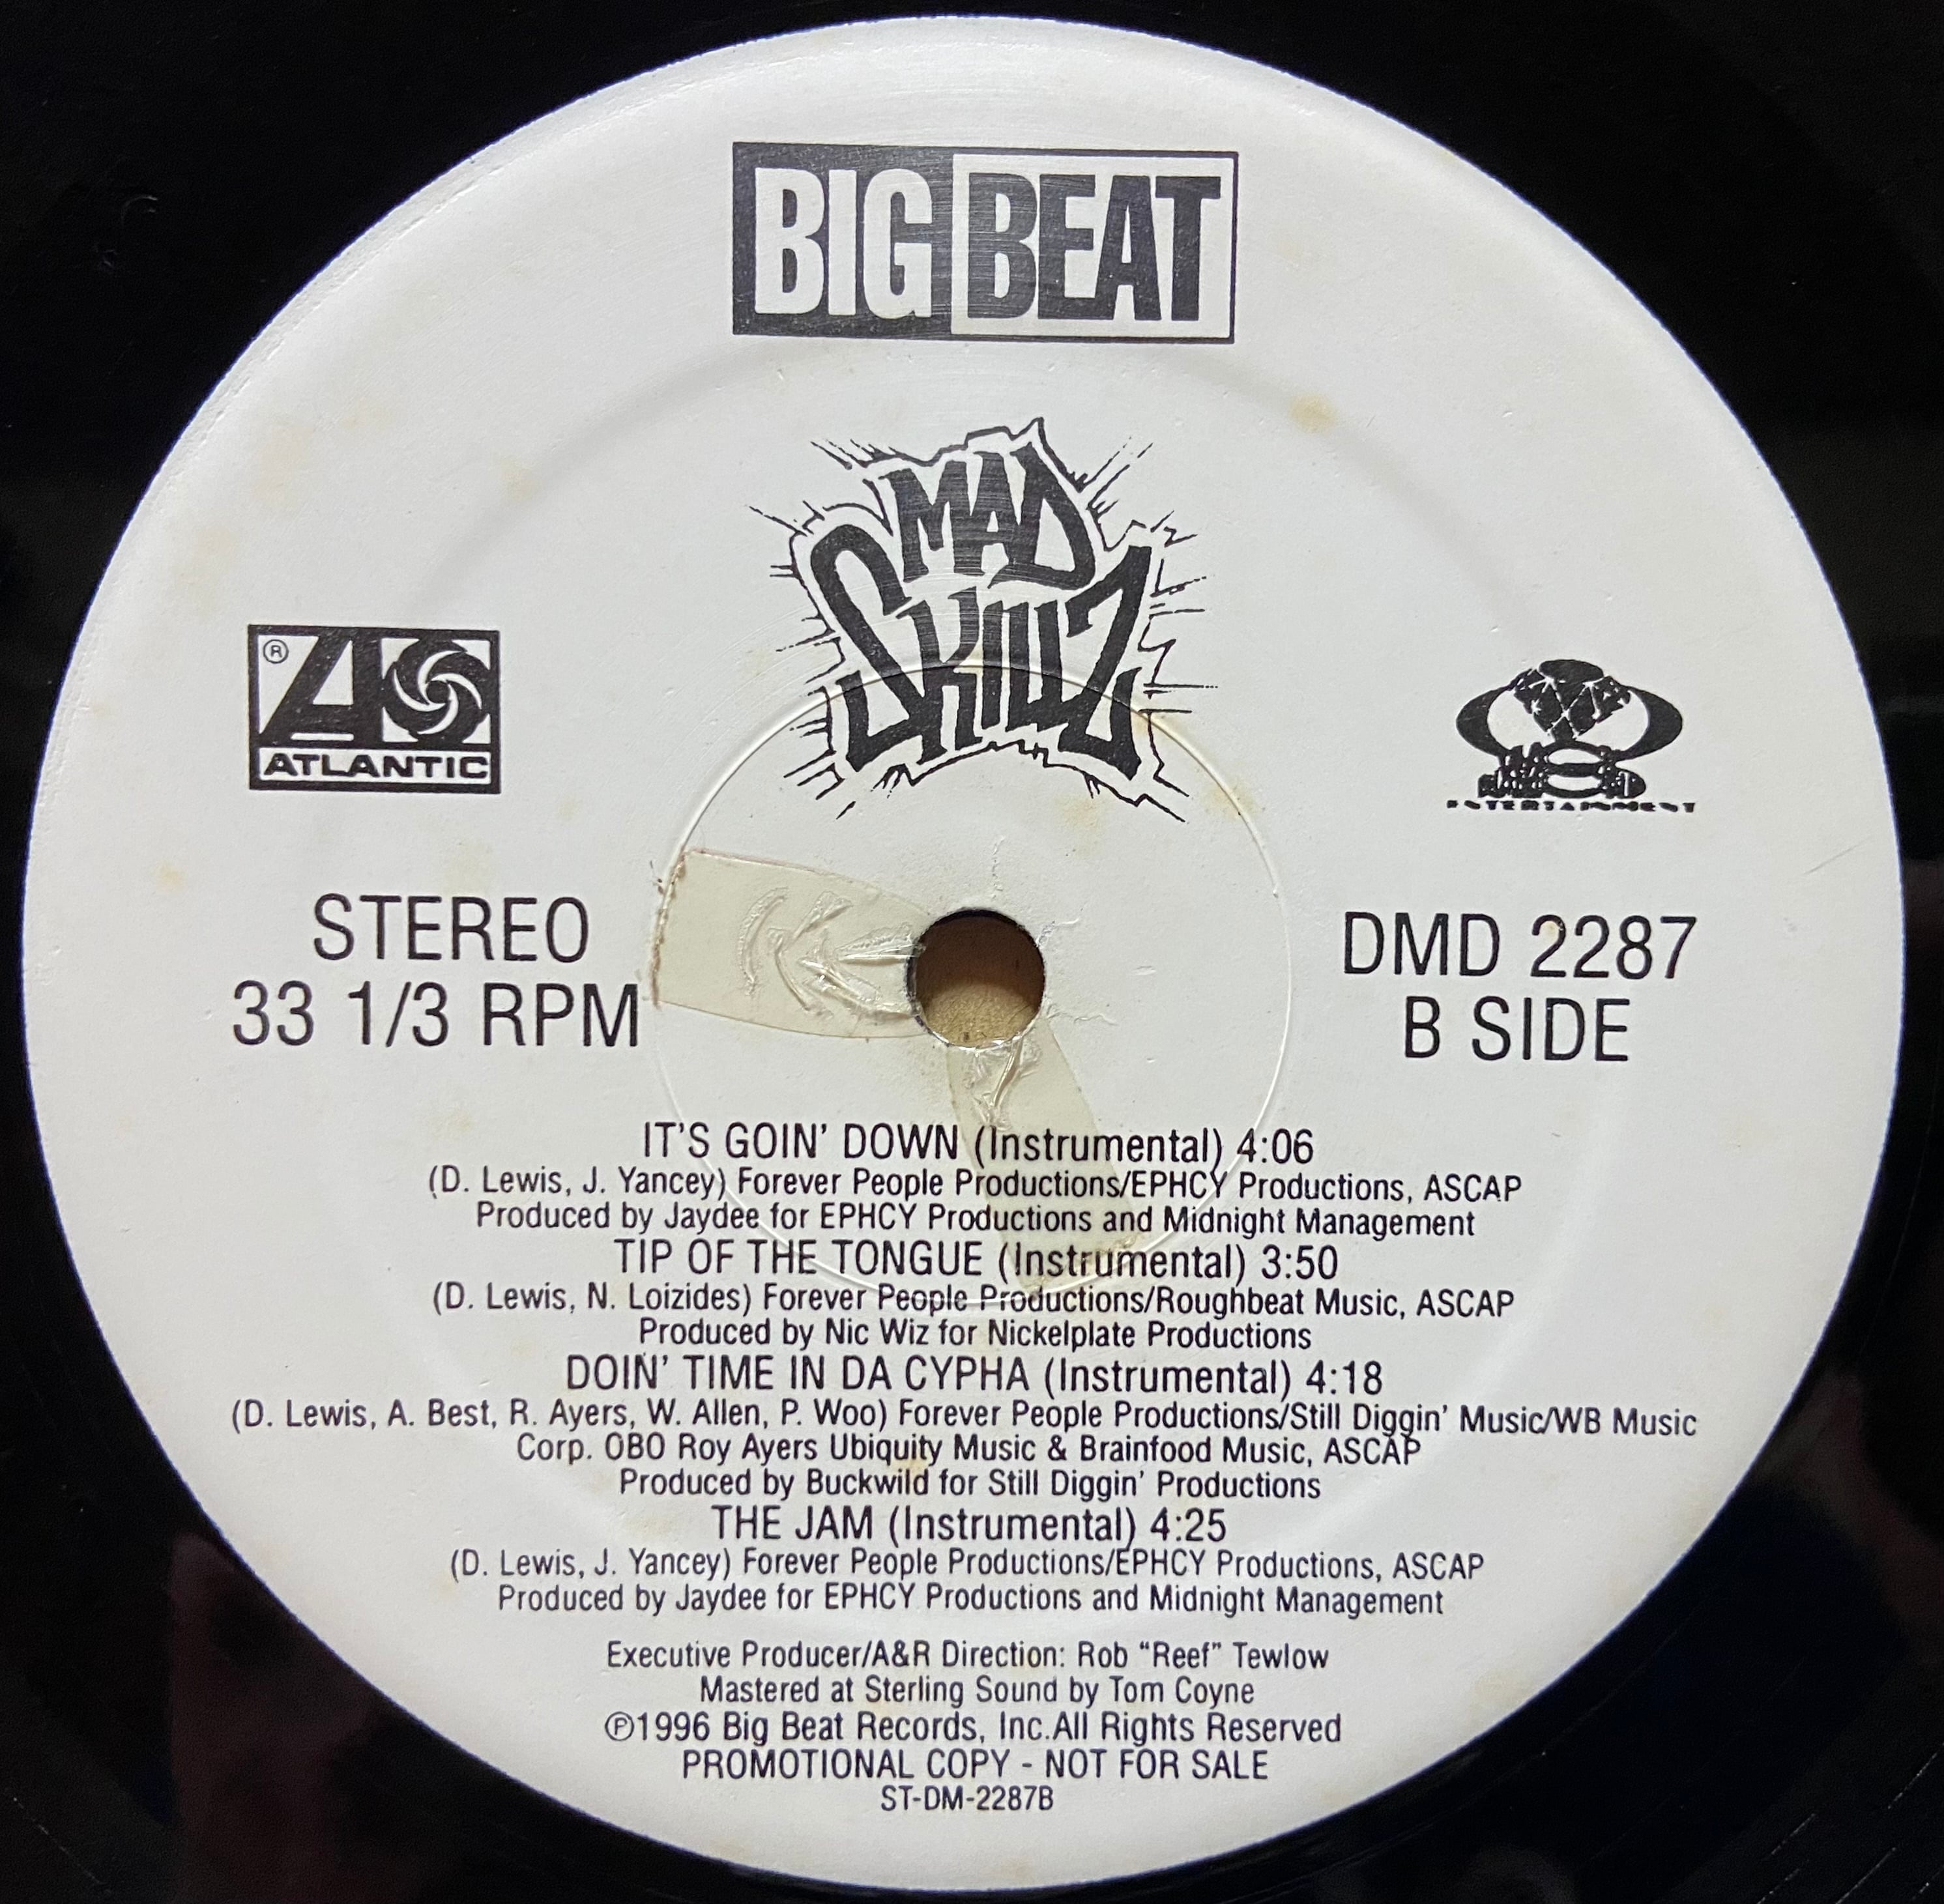 BIG BEAT
MAD
SKILLZ
®
ATLANTIC
ENTERTAINMENT
STEREO
33 1/3 RPM
DMD 2287
B SIDE
IT'S GOIN' DOWN (Instrumental) 4:06
(D. Lewis, J. Yancey) Forever People Productions/EPHCY Productions, ASCAP
Produced by Jaydee for EPHCY Productions and Midnight Management
TIP OF THE TONGUE (Instrumental) 3:50
(D. Lewis, N. Loizides) Forever People Productions/Roughbeat Music, ASCAP
Produced by Nic Wiz for Nickelplate Productions
DOIN' TIME IN DA CYPHA (Instrumental) 4:18
(D. Lewis, A. Best, R. Ayers, W. Allen, P. Woo) Forever People Productions/Still Diggin' Music/WB Music
Corp. OBO Roy Ayers Ubiquity Music & Brainfood Music, ASCAP
Produced by Buckwild for Still Diggin' Productions
THE JAM (Instrumental) 4:25
(D. Lewis, J. Yancey) Forever People Productions/EPHCY Productions, ASCAP
Produced by Jaydee for EPHCY Productions and Midnight Management
Executive Producer/A&R Direction: Rob “Reef” Tewlow
Mastered at Sterling Sound by Tom Coyne
℗1996 Big Beat Records, Inc.All Rights Reserved
PROMOTIONAL COPY - NOT FOR SALE
ST-DM-2287B